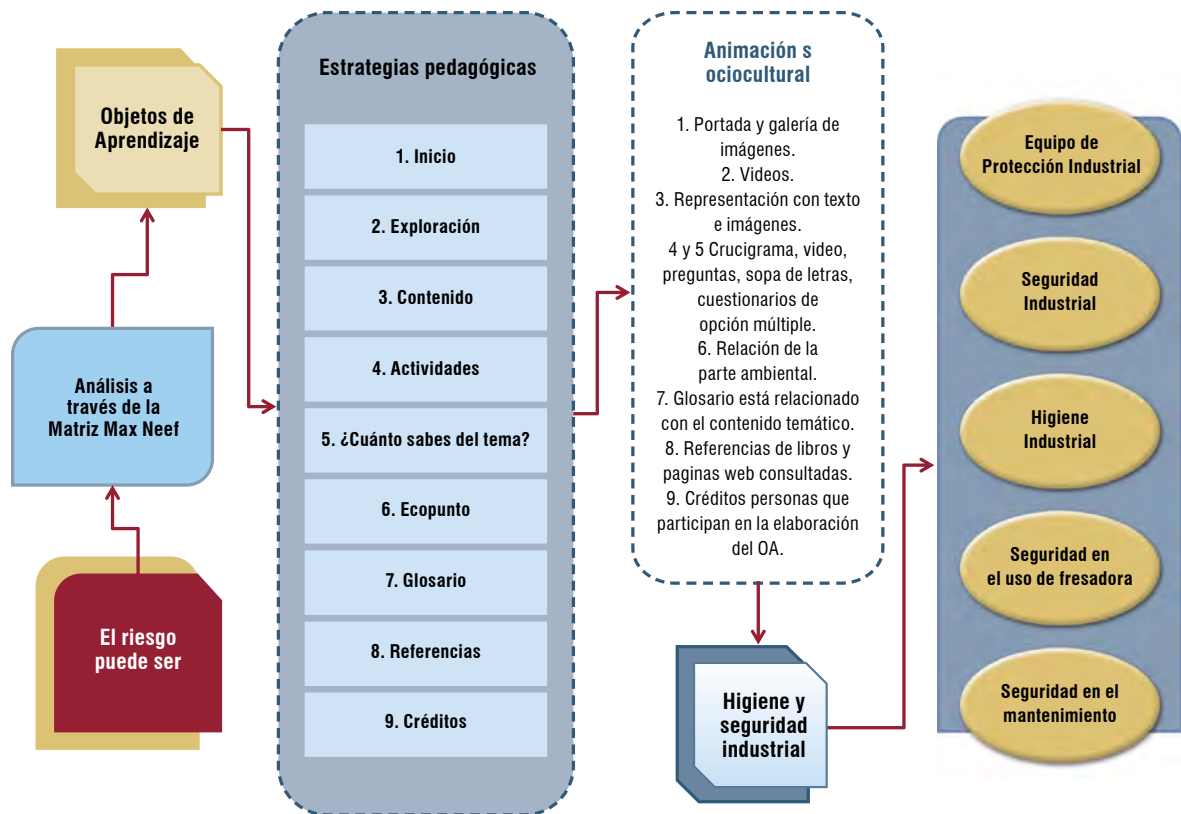 Objetos de
Aprendizaje
Análisis a
través de la
Matriz Max Neef
El riesgo
puede ser
Estrategias pedagógicas
1. Inicio
2. Exploración
3. Contenido
4. Actividades
5. ¿Cuánto sabes del tema?
6. Ecopunto
7. Glosario
8. Referencias
9. Créditos
Animación s
ociocultural
1. Portada y galería de
imágenes.
2. Videos.
3. Representación con texto
e imágenes.
4 y 5 Crucigrama, video,
preguntas, sopa de letras,
cuestionarios de
opción múltiple.
6. Relación de la
parte ambiental.
7. Glosario está relacionado
con el contenido temático.
8. Referencias de libros y
paginas web consultadas.
9. Créditos personas que
participan en la elaboración
del OA.
Higiene y
seguridad
industrial
Equipo de
Protección Industrial
Seguridad
Industrial
Higiene
Industrial
Seguridad en
el uso de fresadora
Seguridad en el
mantenimiento